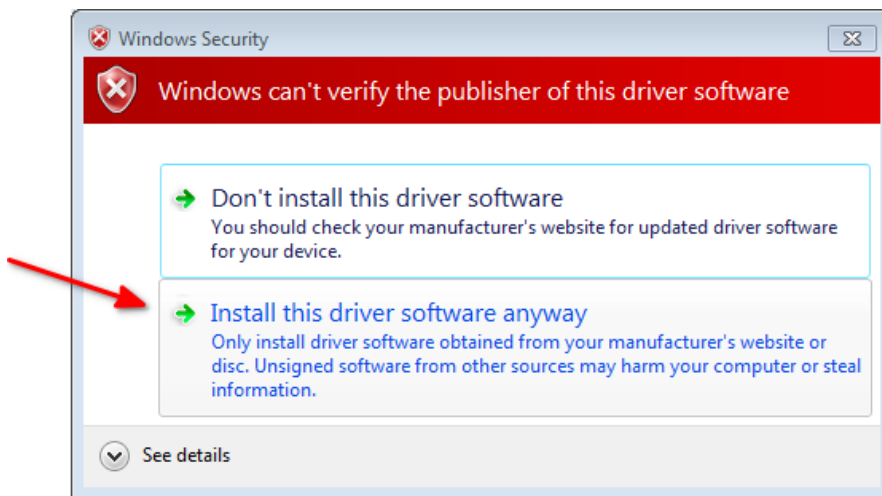 Windows Security
Windows can't verify the publisher of this driver software
Don't install this driver software
You should check your manufacturer's website for updated driver software
for your device.
Install this driver software anyway
Only install driver software obtained from your manufacturer's website or
disc. Unsigned software from other sources may harm your computer or steal
information.
See details